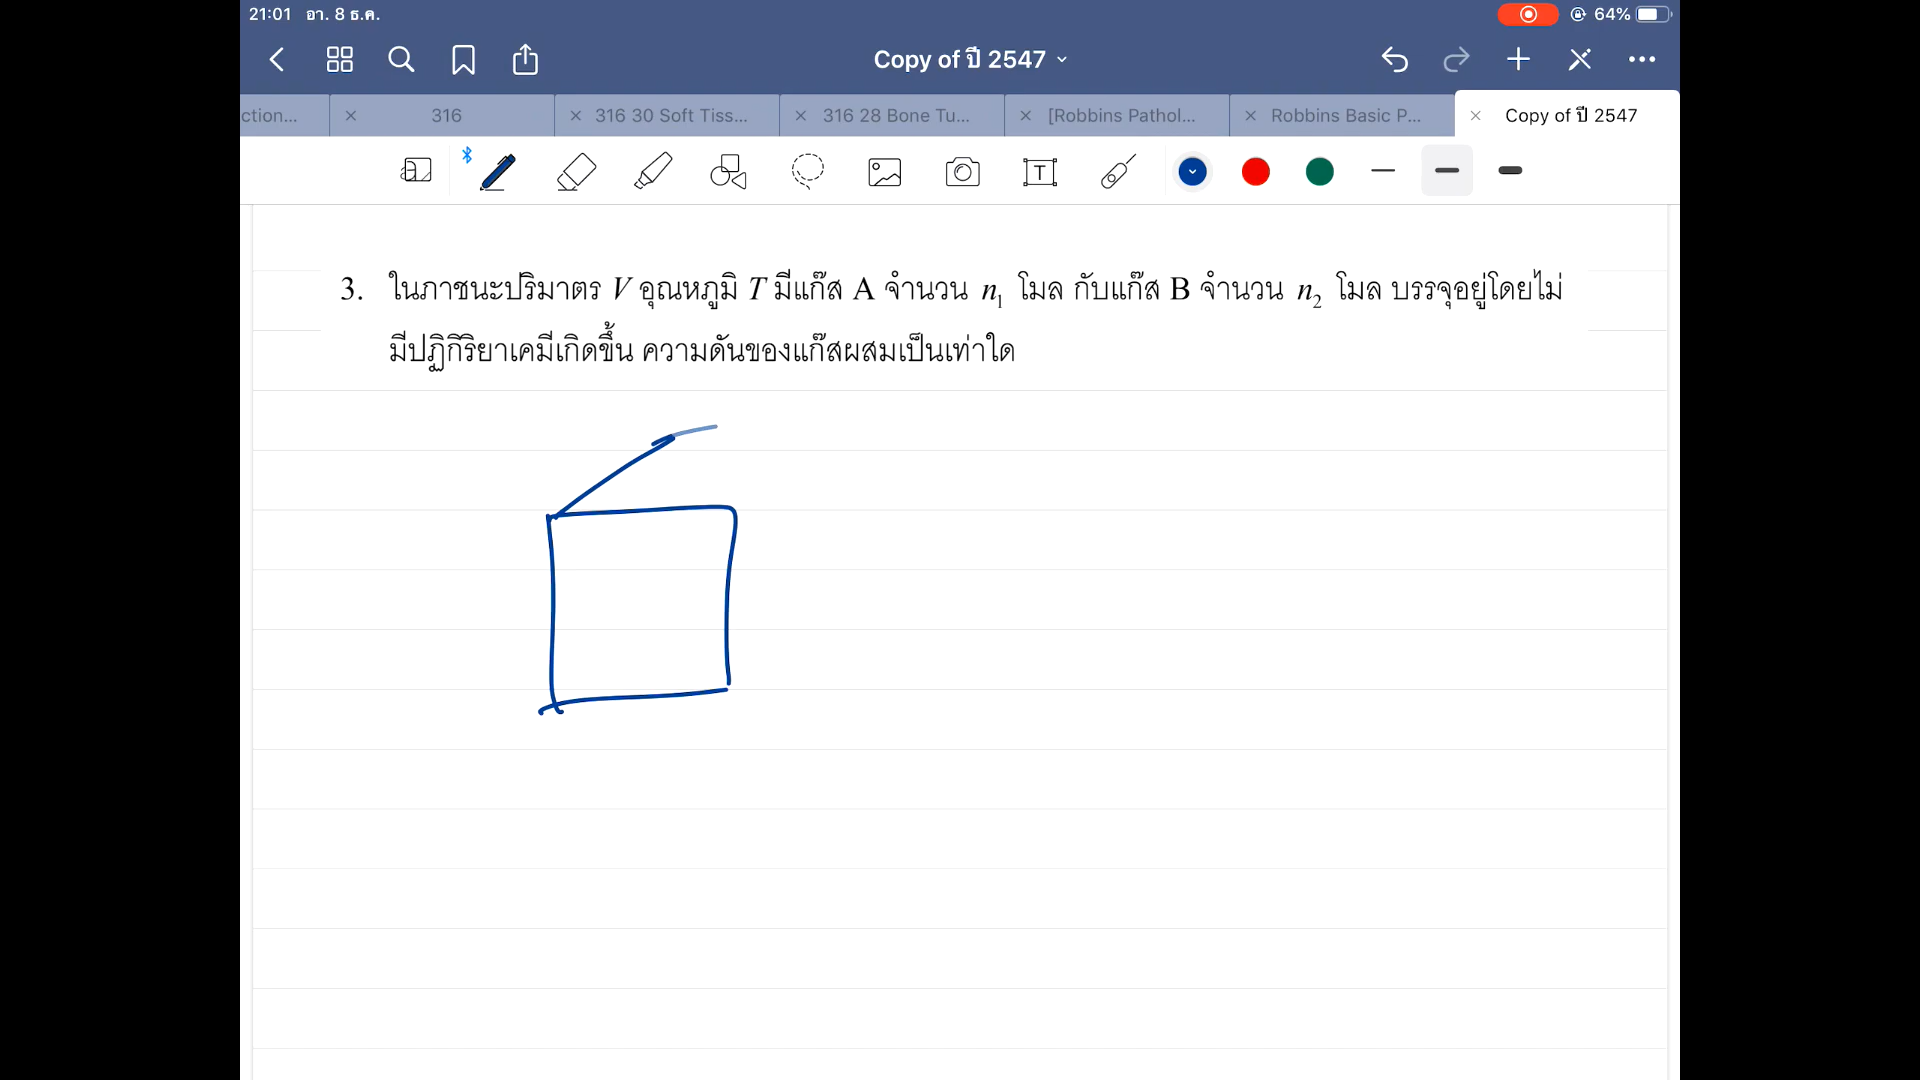 21:01 อา. 8 ธ.ค. 64%
Copy of ปี 2547
ction... 316 316 30 Soft Tiss... 316 28 Bone Tu... [Robbins Pathol... Robbins Basic P... Copy of ปี 2547
3. ในภาชนะปริมาตร V อุณหภูมิ T มีแก๊ส A จำนวน n₁ โมล กับแก๊ส B จำนวน n₂ โมล บรรจุอยู่โดยไม่
มีปฏิกิริยาเคมีเกิดขึ้น ความดันของแก๊สผสมเป็นเท่าใด